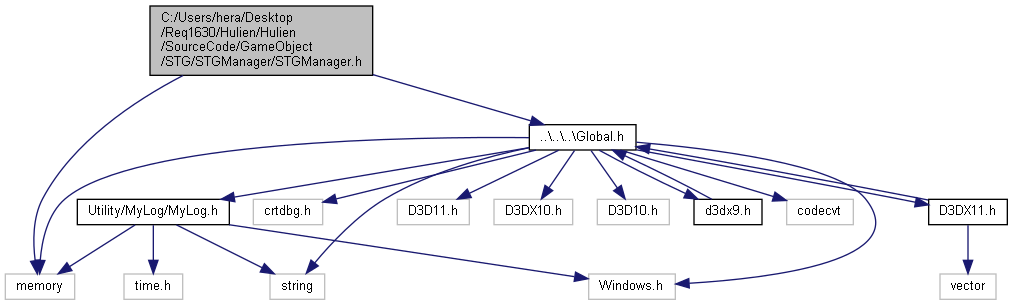 C:/Users/hera/Desktop
/Req1630/Hulien/Hulien
/SourceCode/GameObject
/STG/STGManager/STGManager.h
..\..\..\Global.h
Utility/MyLog/MyLog.h
crtdbg.h
D3D11.h
D3DX10.h
D3D10.h
d3dx9.h
codecvt
D3DX11.h
memory
time.h
string
Windows.h
vector